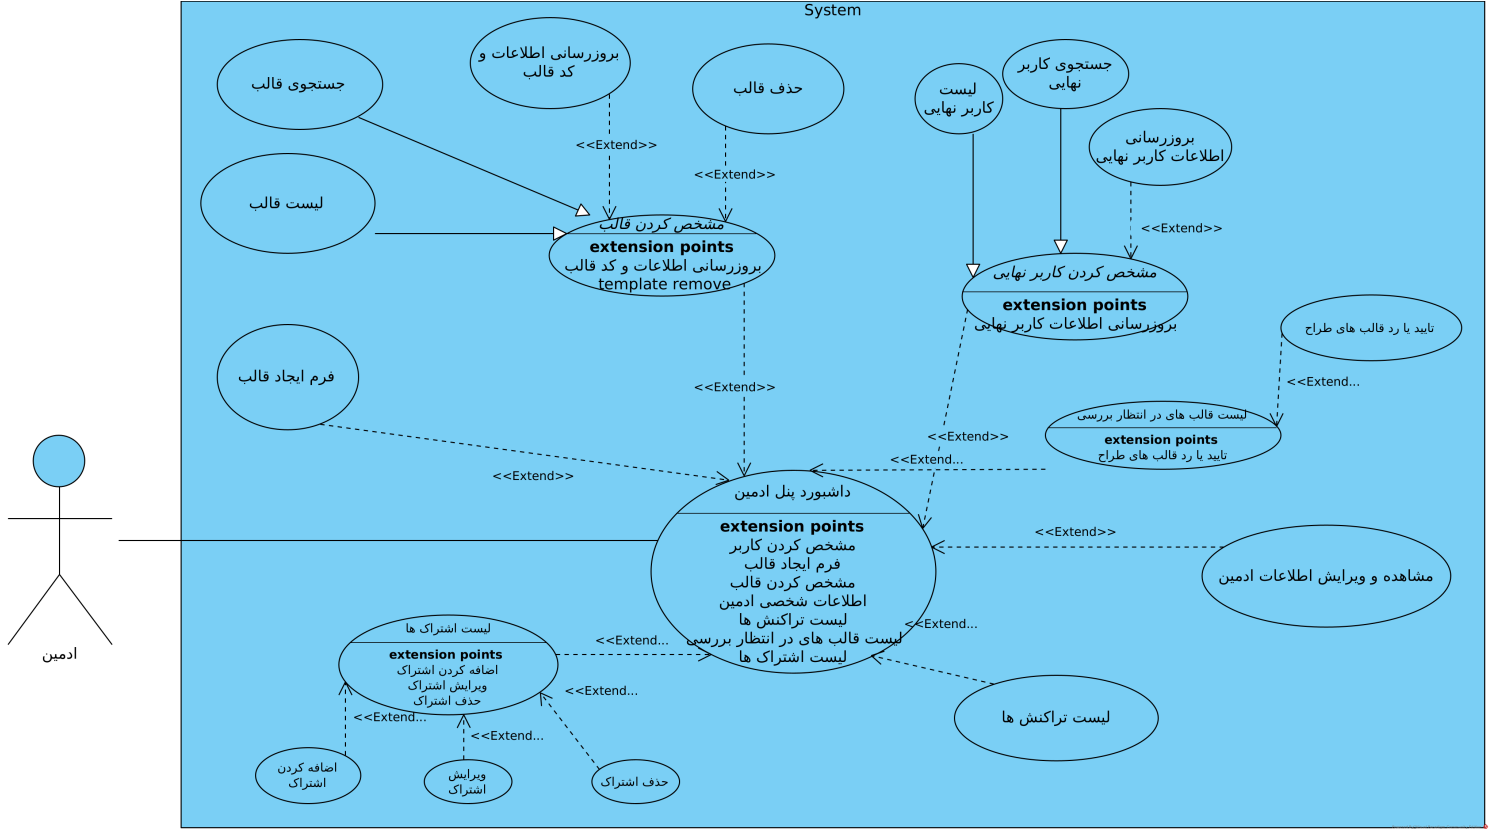 System
جستجوی قالب
بروزرسانی اطلاعات و
کد قالب
حذف قالب
لیست
کاربر نهایی
جستجوی کاربر
نهایی
بروزرسانی
اطلاعات کاربر نهایی
<<Extend>>
<<Extend>>
لیست قالب
<<Extend>>
مشخص کردن قالب
extension points
بروزرسانی اطلاعات و کد قالب
template remove
مشخص کردن کاربر نهایی
extension points
بروزرسانی اطلاعات کاربر نهایی
تایید یا رد قالب های طراح
<<Extend...
فرم ایجاد قالب
<<Extend>>
لیست قالب های در انتظار بررسی
extension points
تایید یا رد قالب های طراح
<<Extend>>
<<Extend...
<<Extend>>
داشبورد پنل ادمین
extension points
مشخص کردن کاربر
فرم ایجاد قالب
مشخص کردن قالب
اطلاعات شخصی ادمین
لیست تراکنش ها
لیست قالب های در انتظار بررسی
لیست اشتراک ها
<<Extend>>
مشاهده و ویرایش اطلاعات ادمین
<<Extend...
ادمین
لیست اشتراک ها
extension points
اضافه کردن اشتراک
ویرایش اشتراک
حذف اشتراک
<<Extend...
<<Extend...
<<Extend...
<<Extend...
لیست تراکنش ها
اضافه کردن
اشتراک
ویرایش
اشتراک
حذف اشتراک